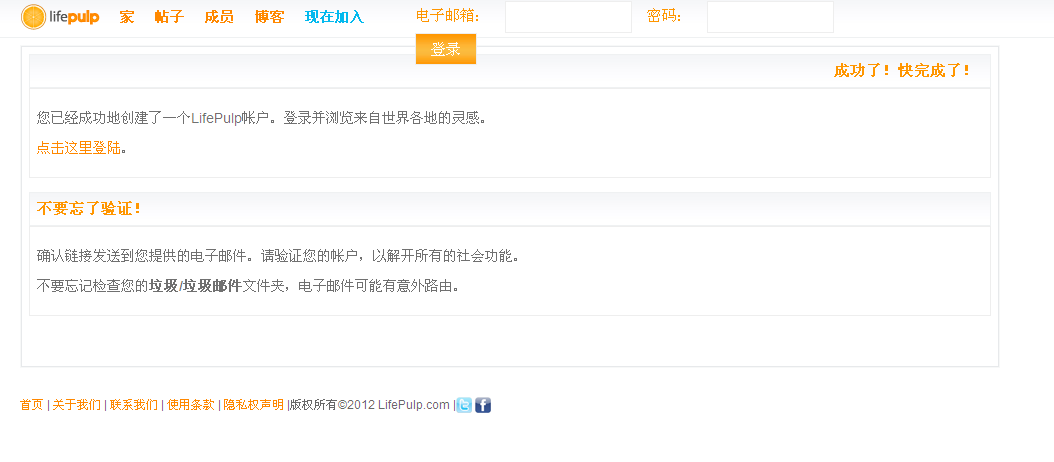 lifepulp 家 帖子 成员 博客 现在加入 电子邮箱: 密码:
登录
成功了！快完成了！
您已经成功地创建了一个LifePulp帐户。登录并浏览来自世界各地的灵感。
点击这里登陆。
不要忘了验证！
确认链接发送到您提供的电子邮件。请验证您的帐户，以解开所有的社会功能。
不要忘记检查您的垃圾/垃圾邮件文件夹，电子邮件可能有意外路由。
首页 | 关于我们 | 联系我们 | 使用条款 | 隐私权声明 |版权所有©2012 LifePulp.com |